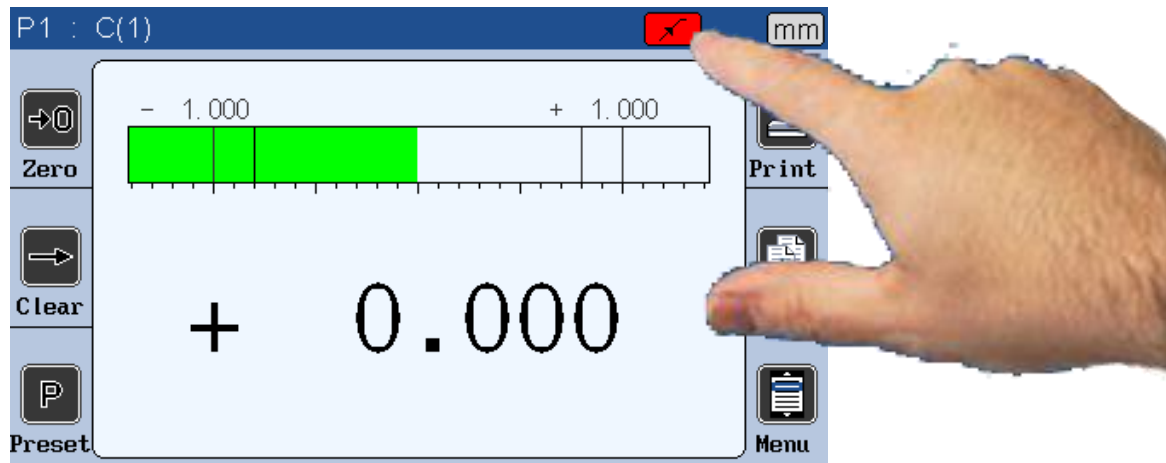 P1 : C(1)
mm
- 1.000
+ 1.000
Zero
Print
Clear
+ 0.000
P
Preset
Menu